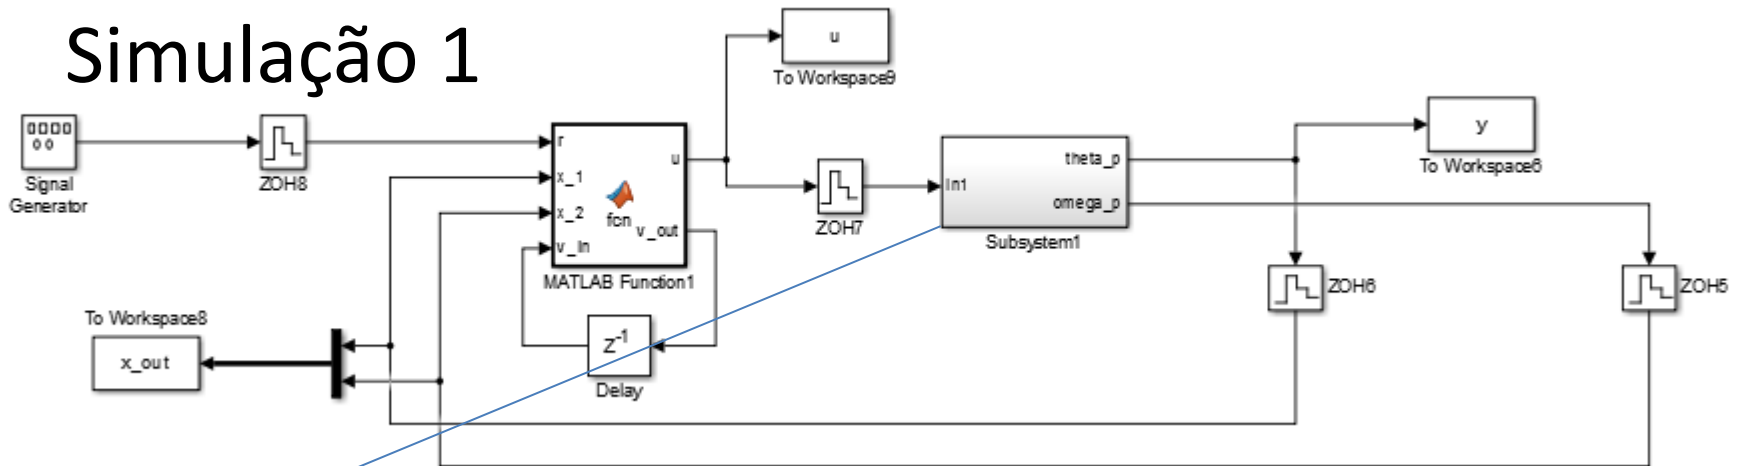 Simulação 1
u
To Workspace9
Signal
Generator
ZOH8
r
x_1
x_2
v_in
u
v_out
fcn
MATLAB Function1
ZOH7
In1
theta_p
omega_p
Subsystem1
y
To Workspace6
ZOH6
ZOH5
To Workspace8
x_out
z-1
Delay